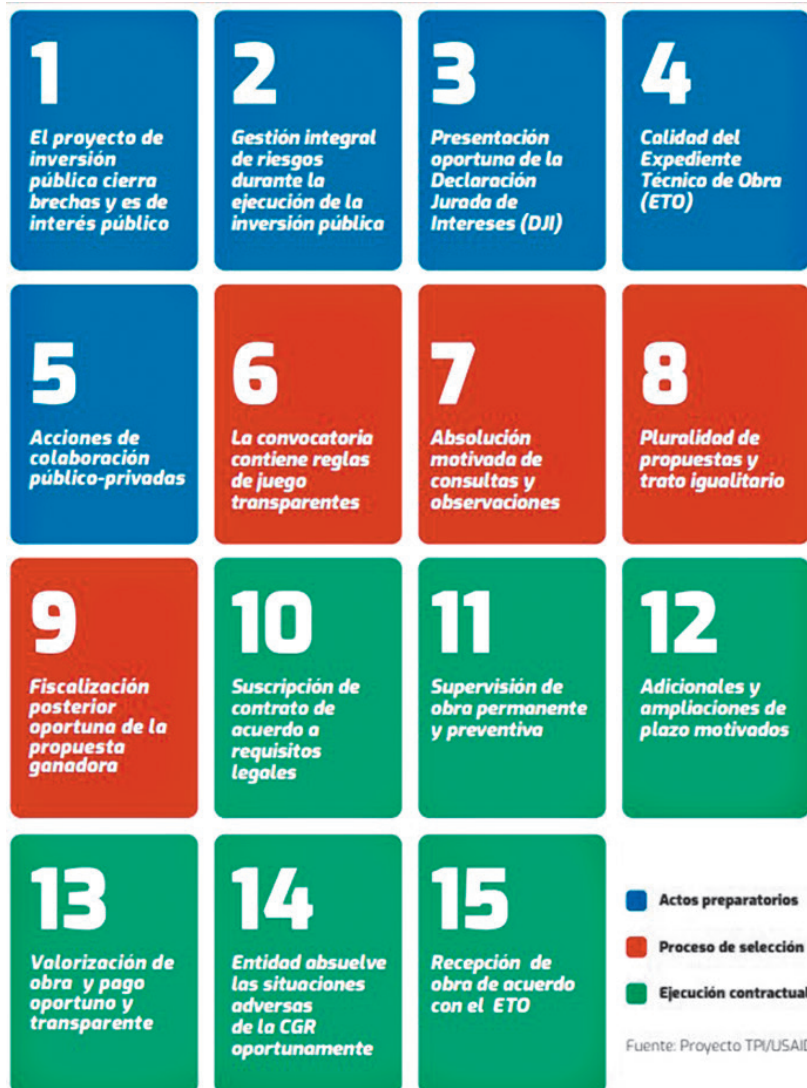 1
El proyecto de
inversión
pública cierra
brechas y es de
interés público
2
Gestión integral
de riesgos
durante la
ejecución de la
inversión pública
3
Presentación
oportuna de la
Declaración
Jurada de
Intereses (DJI)
4
Calidad del
Expediente
Técnico de Obra
(ETO)
5
Acciones de
colaboración
público-privadas
6
La convocatoria
contiene reglas
de juego
transparentes
7
Absolución
motivada de
consultas y
observaciones
8
Pluralidad de
propuestas y
trato igualitario
9
Fiscalización
posterior
oportuna de la
propuesta
ganadora
10
Suscripción de
contrato de
acuerdo a
requisitos
legales
11
Supervisión de
obra permanente
y preventiva
12
Adicionales y
ampliaciones de
plazo motivados
13
Valorización de
obra y pago
oportuno y
transparente
14
Entidad absuelve
las situaciones
adversas
de la CGR
oportunamente
15
Recepción de
obra de acuerdo
con el ETO
Actos preparatorios
Proceso de selección
Ejecución contractual
Fuente: Proyecto TPI/USAID